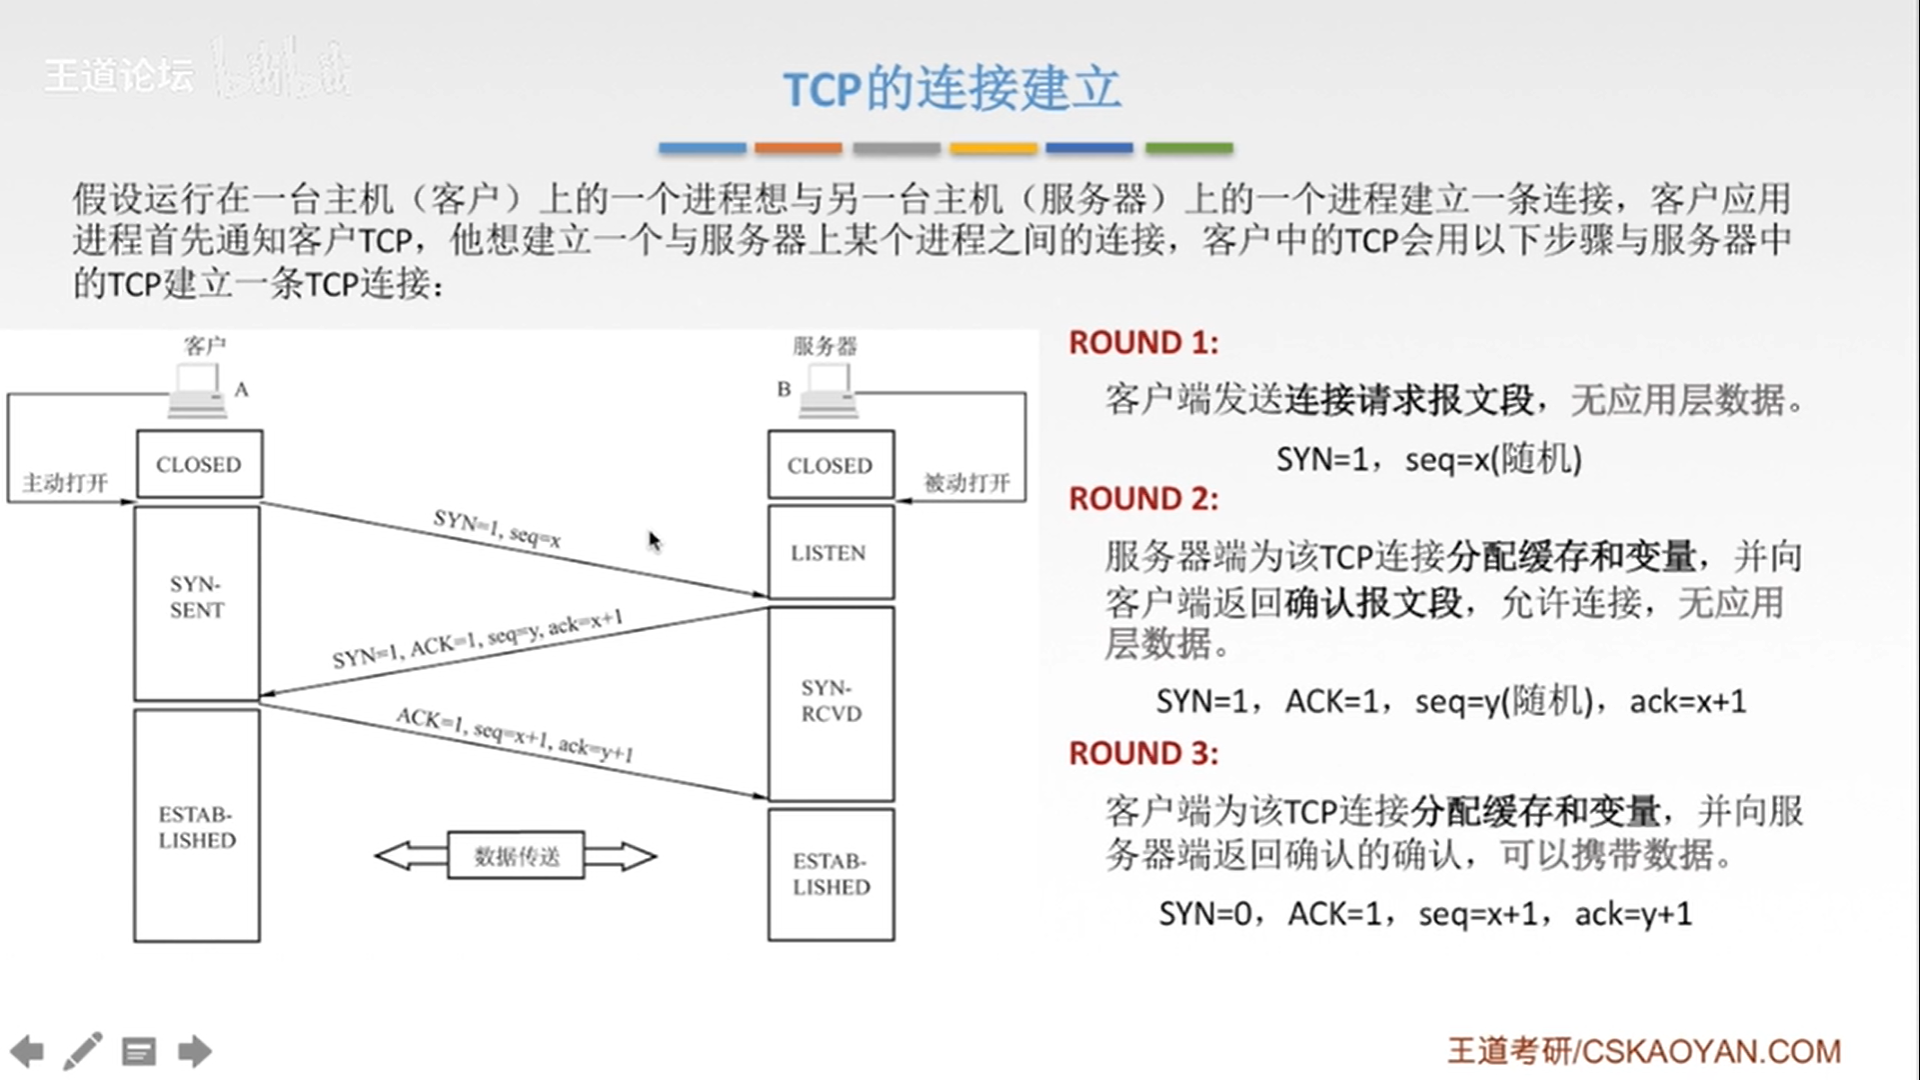 王道论坛 bilibili
TCP的连接建立
假设运行在一台主机（客户）上的一个进程想与另一台主机（服务器）上的一个进程建立一条连接，客户应用
进程首先通知客户TCP，他想建立一个与服务器上某个进程之间的连接，客户中的TCP会用以下步骤与服务器中
的TCP建立一条TCP连接：
客户
A
主动打开
CLOSED
SYN-
SENT
ESTAB-
LISHED
SYN=1, seq=x
SYN=1, ACK=1, seq=y, ack=x+1
ACK=1, seq=x+1, ack=y+1
数据传送
服务器
B
被动打开
CLOSED
LISTEN
SYN-
RCVD
ESTAB-
LISHED
ROUND 1:
客户端发送连接请求报文段，无应用层数据。
SYN=1，seq=x(随机)
ROUND 2:
服务器端为该TCP连接分配缓存和变量，并向
客户端返回确认报文段，允许连接，无应用
层数据。
SYN=1，ACK=1，seq=y(随机)，ack=x+1
ROUND 3:
客户端为该TCP连接分配缓存和变量，并向服
务器端返回确认的确认，可以携带数据。
SYN=0，ACK=1，seq=x+1，ack=y+1
王道考研/CSKAOYAN.COM